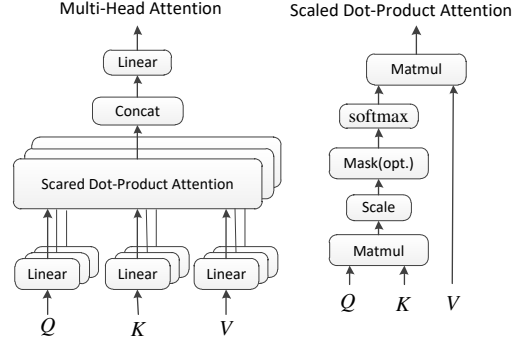 Multi-Head Attention
Linear
Concat
Scared Dot-Product Attention
Linear Linear Linear
Q K V
Scaled Dot-Product Attention
Matmul
softmax
Mask(opt.)
Scale
Matmul
Q K V